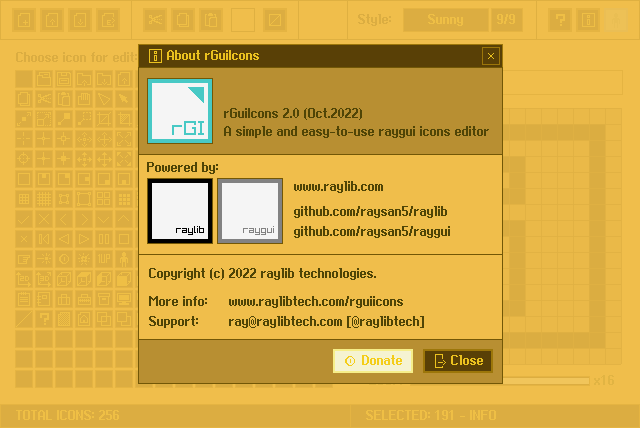 Style:
Sunny
9/9
Choose icon for edit:
About rGuiIcons
rGI
rGuiIcons 2.0 (Oct.2022)
A simple and easy-to-use raygui icons editor
Powered by:
raylib
raygui
www.raylib.com
github.com/raysan5/raylib
github.com/raysan5/raygui
Copyright (c) 2022 raylib technologies.
More info: www.raylibtech.com/rguiicons
Support: ray@raylibtech.com [@raylibtech]
Donate
Close
x16
TOTAL ICONS: 256
SELECTED: 191 - INFO